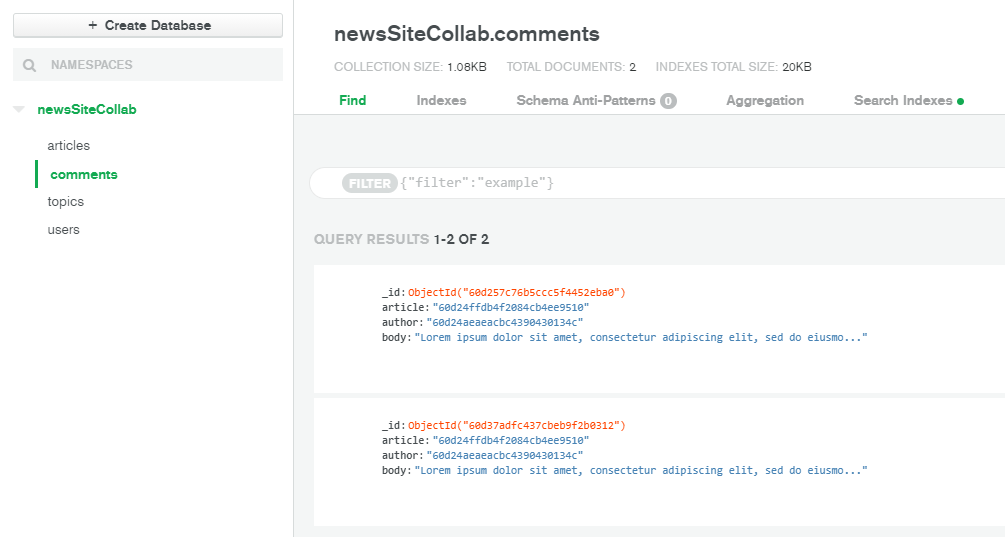 + Create Database
NAMESPACES
newsSiteCollab
articles
comments
topics
users
newsSiteCollab.comments
COLLECTION SIZE: 1.08KB TOTAL DOCUMENTS: 2 INDEXES TOTAL SIZE: 20KB
Find Indexes Schema Anti-Patterns 0 Aggregation Search Indexes
FILTER {"filter":"example"}
QUERY RESULTS 1-2 OF 2
_id:ObjectId("60d257c76b5ccc5f4452eba0")
article:"60d24ffdb4f2084cb4ee9510"
author:"60d24aeaeacbc4390430134c"
body:"Lorem ipsum dolor sit amet, consectetur adipiscing elit, sed do eiusmo..."
_id:ObjectId("60d37adfc437cbeb9f2b0312")
article:"60d24ffdb4f2084cb4ee9510"
author:"60d24aeaeacbc4390430134c"
body:"Lorem ipsum dolor sit amet, consectetur adipiscing elit, sed do eiusmo..."